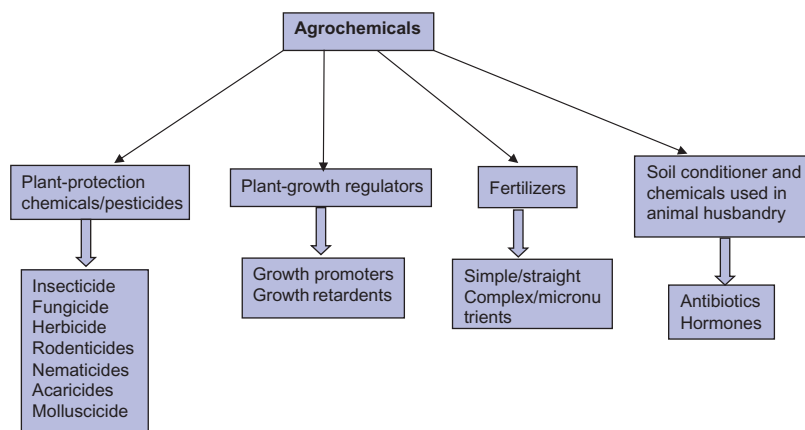 Agrochemicals
Plant-protection
chemicals/pesticides
Plant-growth regulators
Fertilizers
Soil conditioner and
chemicals used in
animal husbandry
Insecticide
Fungicide
Herbicide
Rodenticides
Nematicides
Acaricides
Molluscicide
Growth promoters
Growth retardents
Simple/straight
Complex/micronu
trients
Antibiotics
Hormones